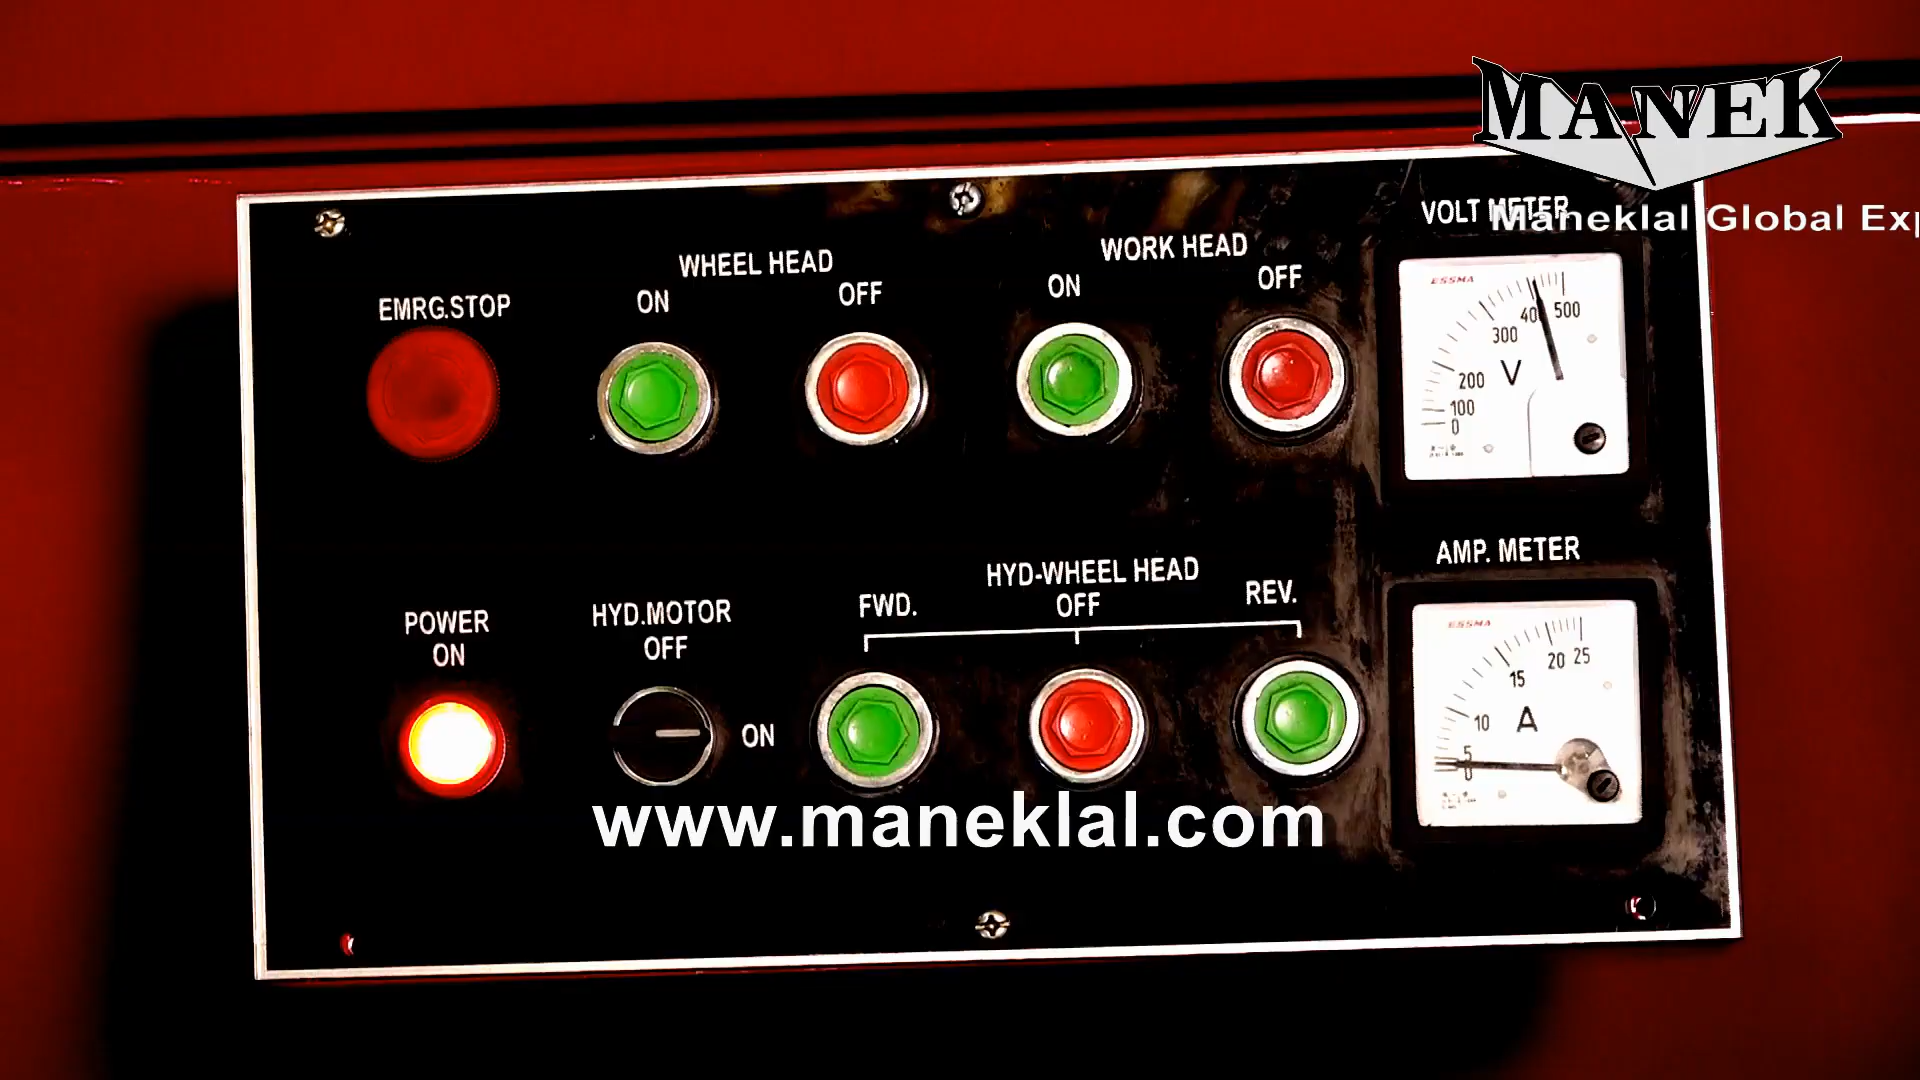 MANEK
Maneklal Global Exp
VOLT METER
WHEEL HEAD
WORK HEAD
EMRG.STOP
ON
OFF
ON
OFF
ESSMA
500
400
300
200
100
0
V
AMP. METER
HYD-WHEEL HEAD
FWD.
OFF
REV.
POWER
ON
HYD.MOTOR
OFF
ON
ESSMA
25
20
15
10
5
0
A
www.maneklal.com